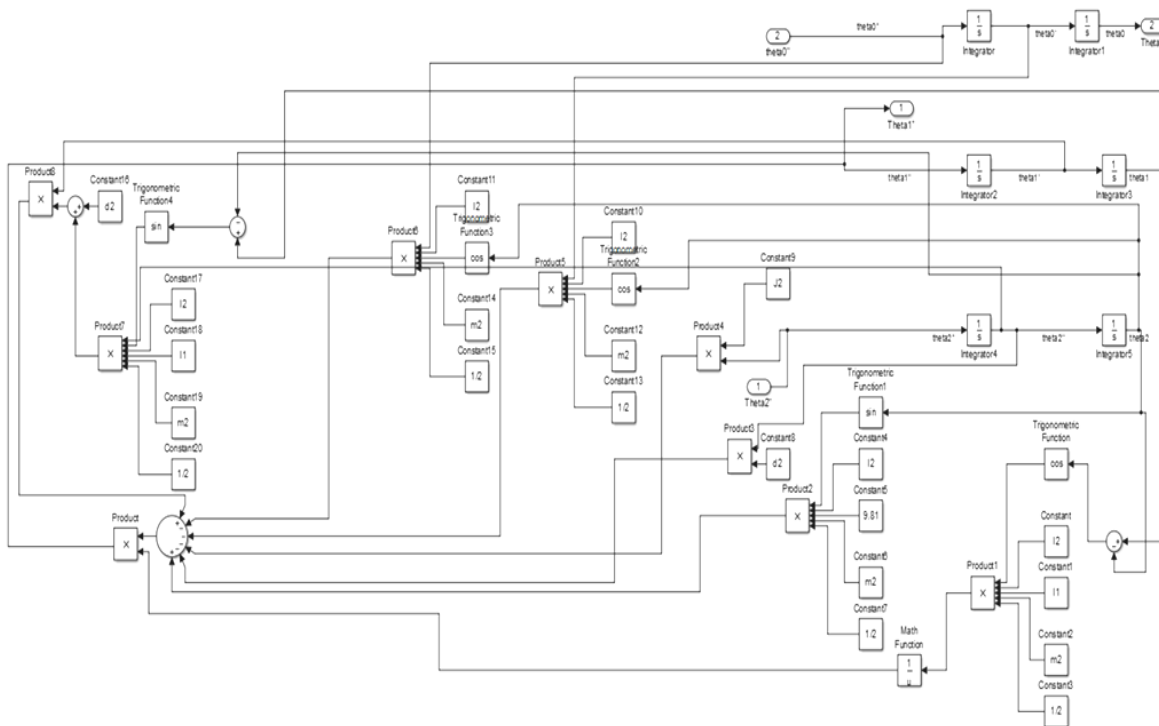 theta0''
2
theta0''
1
s
Integrator
theta0'
1
s
Integrator1
theta0
2
Theta
1
Theta1''
Product8
X
Constant16
d2
Trigonometric
Function4
sin
Constant11
l2
Trigonometric
Function3
cos
Product6
X
Constant14
m2
Constant15
1/2
Constant10
l2
Trigonometric
Function2
cos
Product5
X
Constant12
m2
Constant13
1/2
theta1''
1
s
Integrator2
theta1'
1
s
Integrator3
theta1
Constant9
J2
Product4
X
1
Theta2''
theta2''
1
s
Integrator4
theta2'
1
s
Integrator5
theta2
Constant17
l2
Constant18
l1
Product7
X
Constant19
m2
Constant20
1/2
Product
X
Product3
X
Constant8
d2
Trigonometric
Function1
sin
Constant4
l2
Constant5
9.81
Product2
X
Constant6
m2
Constant7
1/2
Trigonometric
Function
cos
Constant
l2
Constant1
l1
Product1
X
Constant2
m2
Constant3
1/2
Math
Function
1
u